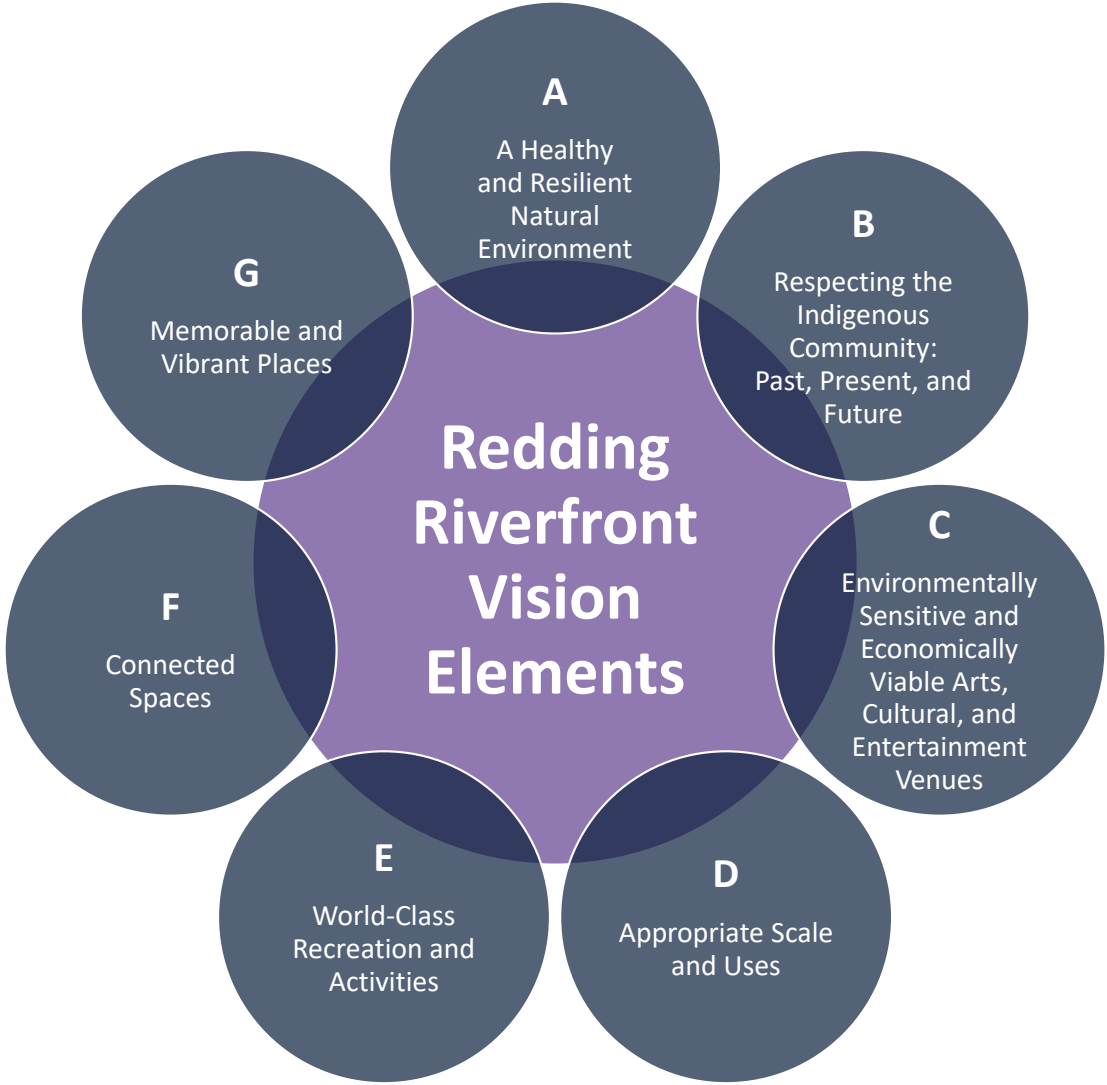 A
A Healthy
and Resilient
Natural
Environment
B
Respecting the
Indigenous
Community:
Past, Present, and
Future
C
Environmentally
Sensitive and
Economically
Viable Arts,
Cultural, and
Entertainment
Venues
D
Appropriate Scale
and Uses
E
World-Class
Recreation and
Activities
F
Connected
Spaces
G
Memorable and
Vibrant Places
Redding
Riverfront
Vision
Elements